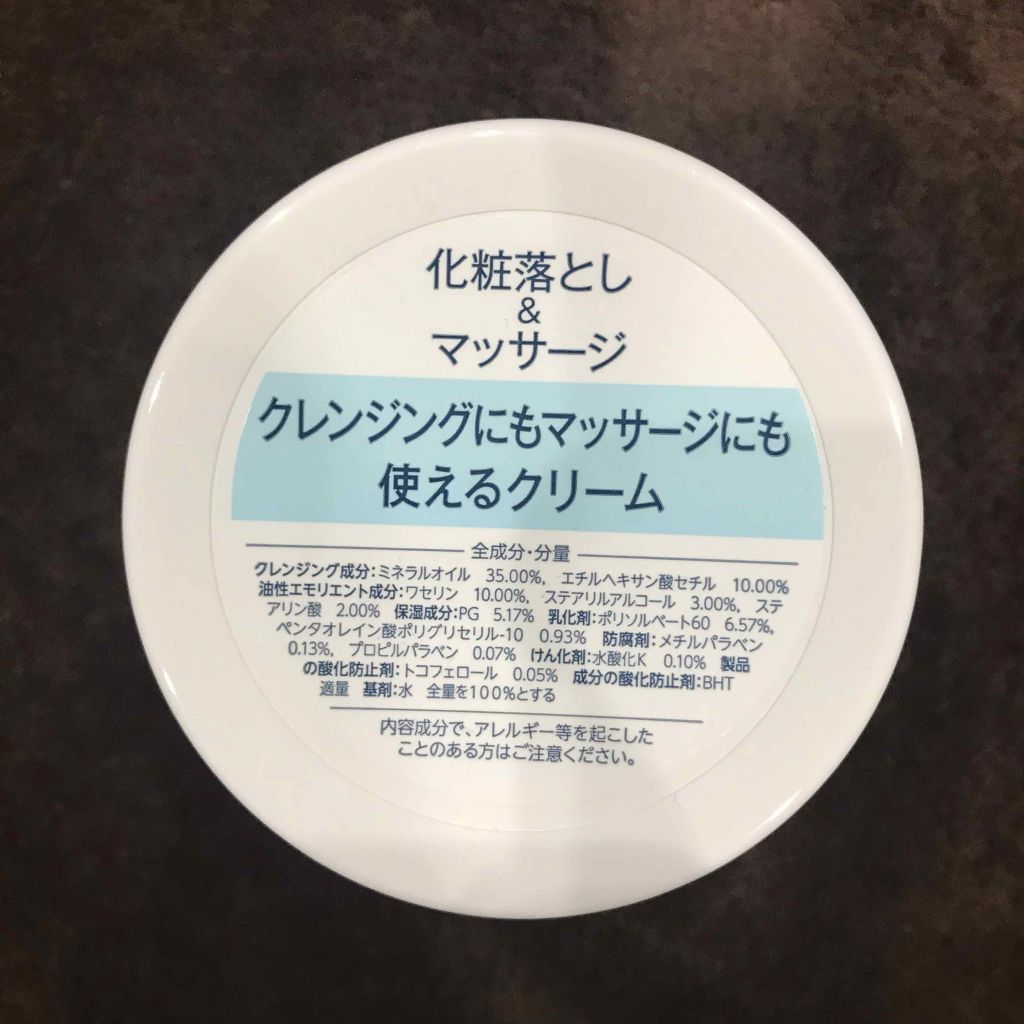 化粧落とし
&
マッサージ
クレンジングにもマッサージにも
使えるクリーム
全成分・分量
クレンジング成分:ミネラルオイル 35.00%, エチルヘキサン酸セチル 10.00%
油性エモリエント成分:ワセリン 10.00%, ステアリルアルコール 3.00%, ステ
アリン酸 2.00% 保湿成分:PG 5.17% 乳化剤:ポリソルベート60 6.57%,
ペンタオレイン酸ポリグリセリル-10 0.93% 防腐剤:メチルパラベン
0.13%, プロピルパラベン 0.07% けん化剤:水酸化K 0.10% 製品
の酸化防止剤:トコフェロール 0.05% 成分の酸化防止剤:BHT
適量 基剤:水 全量を100%とする
内容成分で、アレルギー等を起こした
ことのある方はご注意ください。